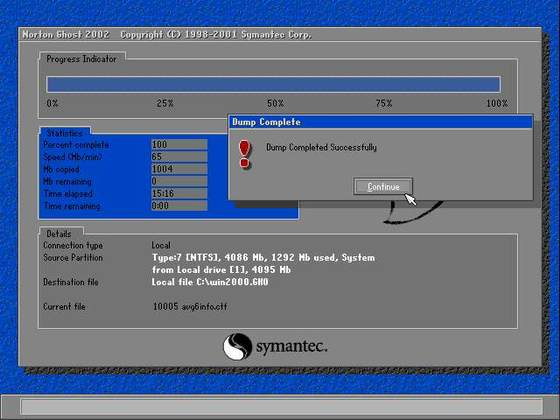 Norton Ghost 2002   Copyright (C) 1998-2001 Symantec Corp.
Progress Indicator
0% 25% 50% 75% 100%
Dump Complete
Dump Completed Successfully
Continue
Statistics
Percent complete 100
Speed (Mb/min) 65
Mb copied 1004
Mb remaining 0
Time elapsed 15:16
Time remaining 0:00
Details
Connection type Local
Source Partition Type:7 [NTFS], 4086 Mb, 1292 Mb used, System
from Local drive [1], 4095 Mb
Destination file Local file C:\win2000.GHO
Current file 10005 avg6info.ctf
symantec.